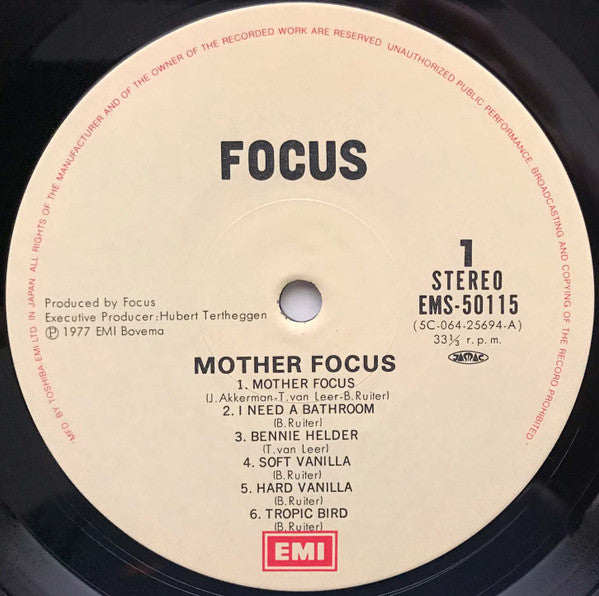 MFD. BY TOSHIBA-EMI LTD. IN JAPAN ALL RIGHTS OF THE MANUFACTURER AND OF THE OWNER OF THE RECORDED WORK ARE RESERVED. UNAUTHORIZED PUBLIC PERFORMANCE, BROADCASTING AND COPYING OF THE RECORD PROHIBITED.
FOCUS
1
STEREO
EMS-50115
(5C-064-25694-A)
33⅓ r.p.m.
JASRAC
Produced by Focus
Executive Producer:Hubert Tertheggen
Ⓟ 1977 EMI Bovema
MOTHER FOCUS
1. MOTHER FOCUS
(J.Akkerman-T.van Leer-B.Ruiter)
2. I NEED A BATHROOM
(B.Ruiter)
3. BENNIE HELDER
(T.van Leer)
4. SOFT VANILLA
(B.Ruiter)
5. HARD VANILLA
(B.Ruiter)
6. TROPIC BIRD
(B.Ruiter)
EMI